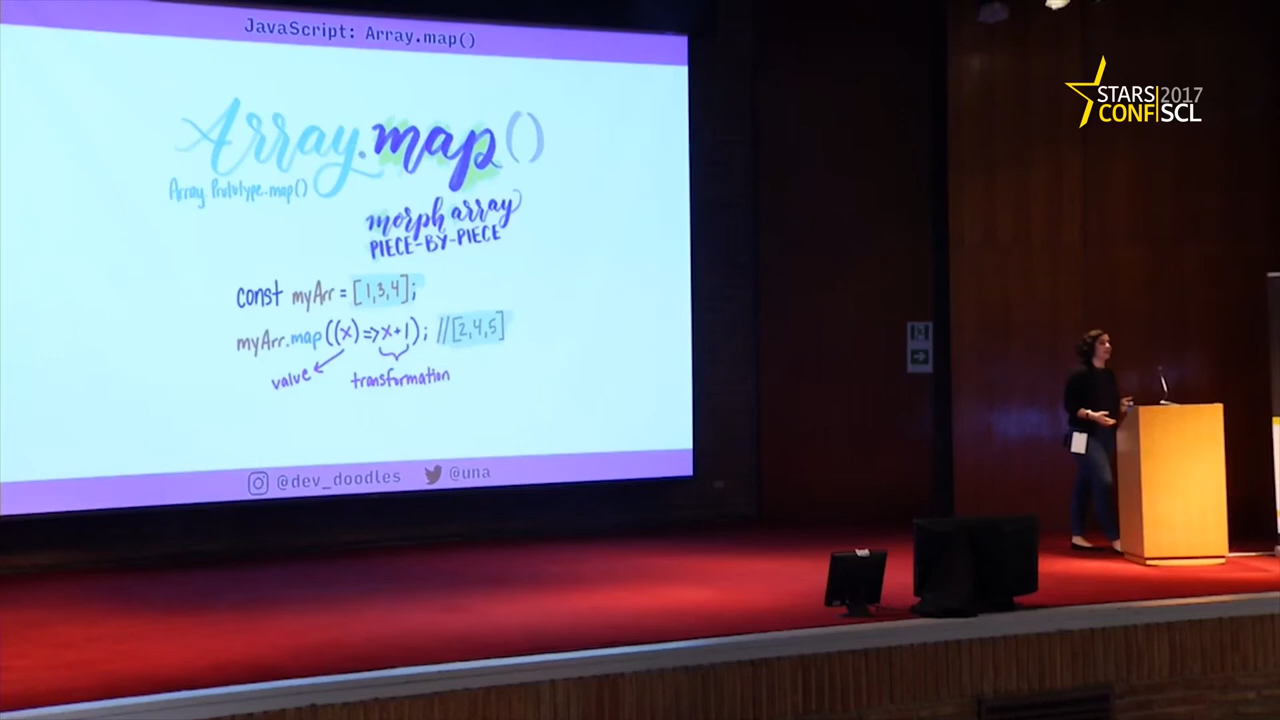 JavaScript: Array.map()
Array.map()
Array.Prototype.map()
morph array
PIECE-BY-PIECE
const myArr = [1,3,4];
myArr.map((x)=>x+1); //[2,4,5]
value
transformation
@dev_doodles @una
STARS 2017
CONF SCL